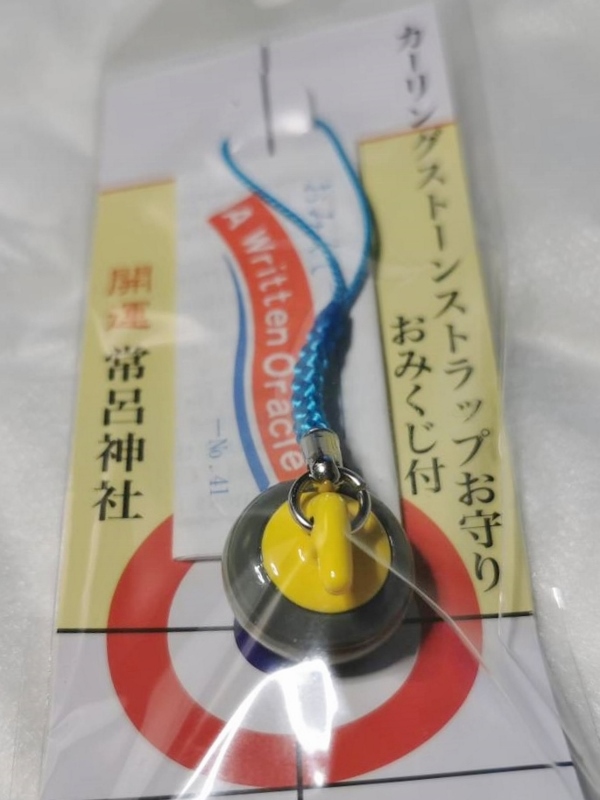 カーリングストーンストラップお守り
おみくじ付
A Written Oracle
―No.41
開運
常呂神社